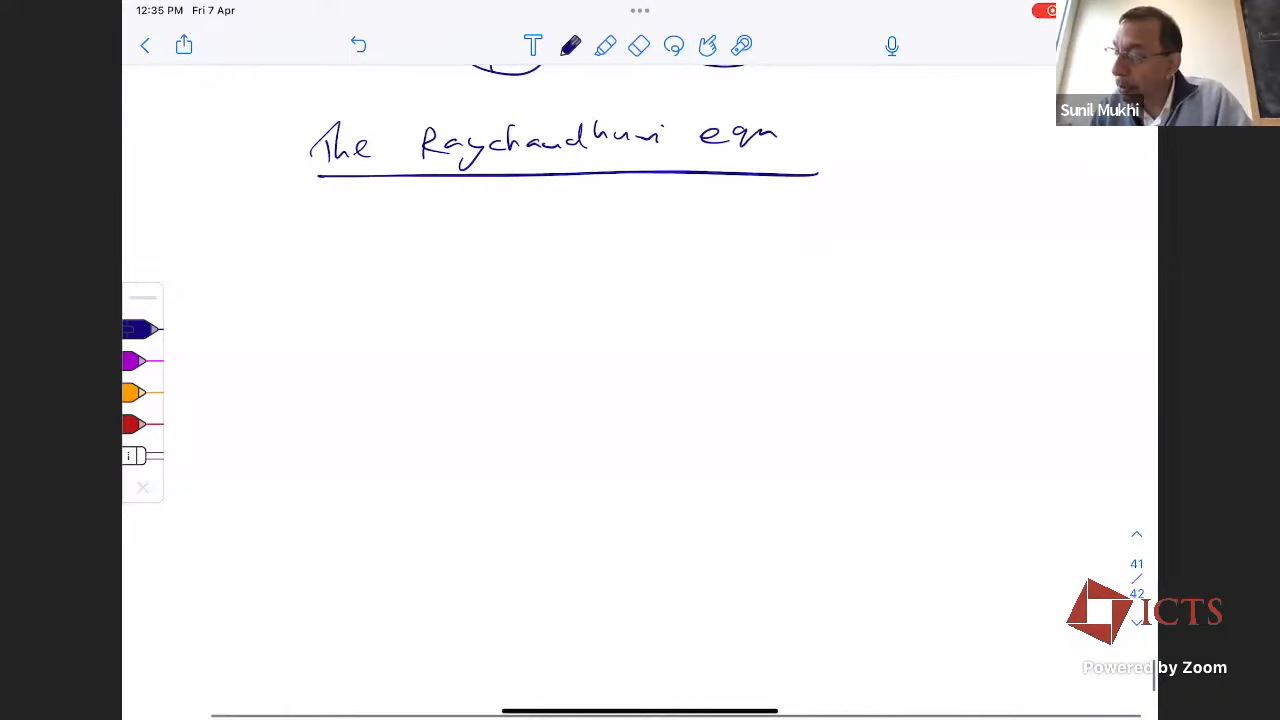 12:35 PM Fri 7 Apr
T
Sunil Mukhi
The Raychaudhuri eqn
i
41
/
42
ICTS
Powered by Zoom